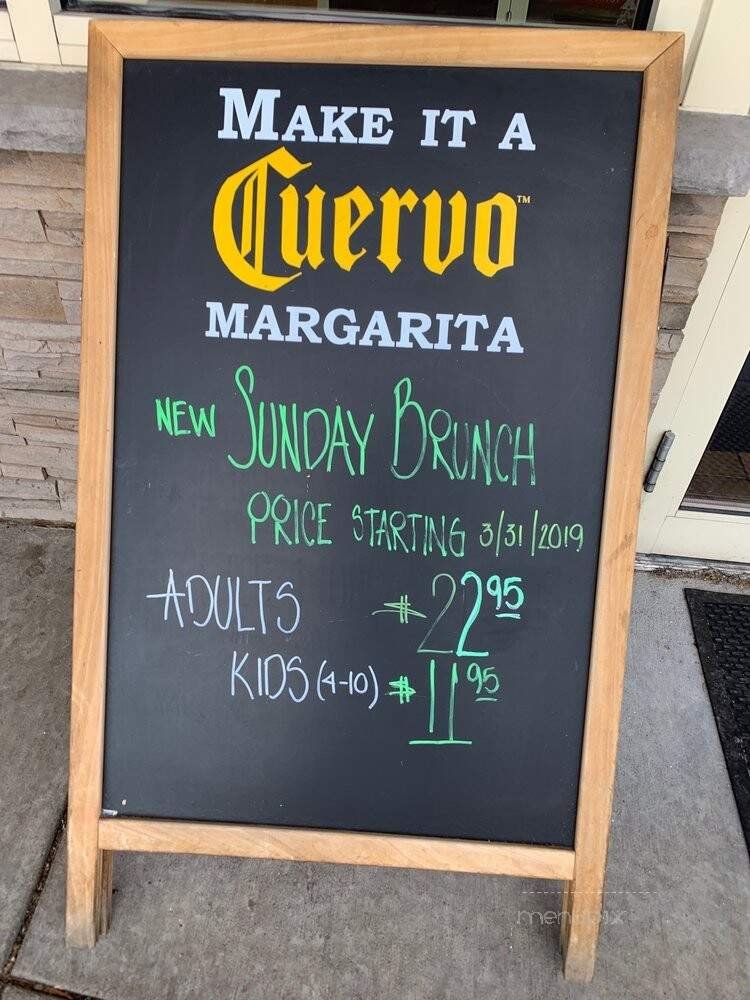 MAKE IT A
Cuervo™
MARGARITA
NEW SUNDAY BRUNCH
PRICE STARTING 3/31/2019
ADULTS $22.95
KIDS (4-10) $11.95
menupix